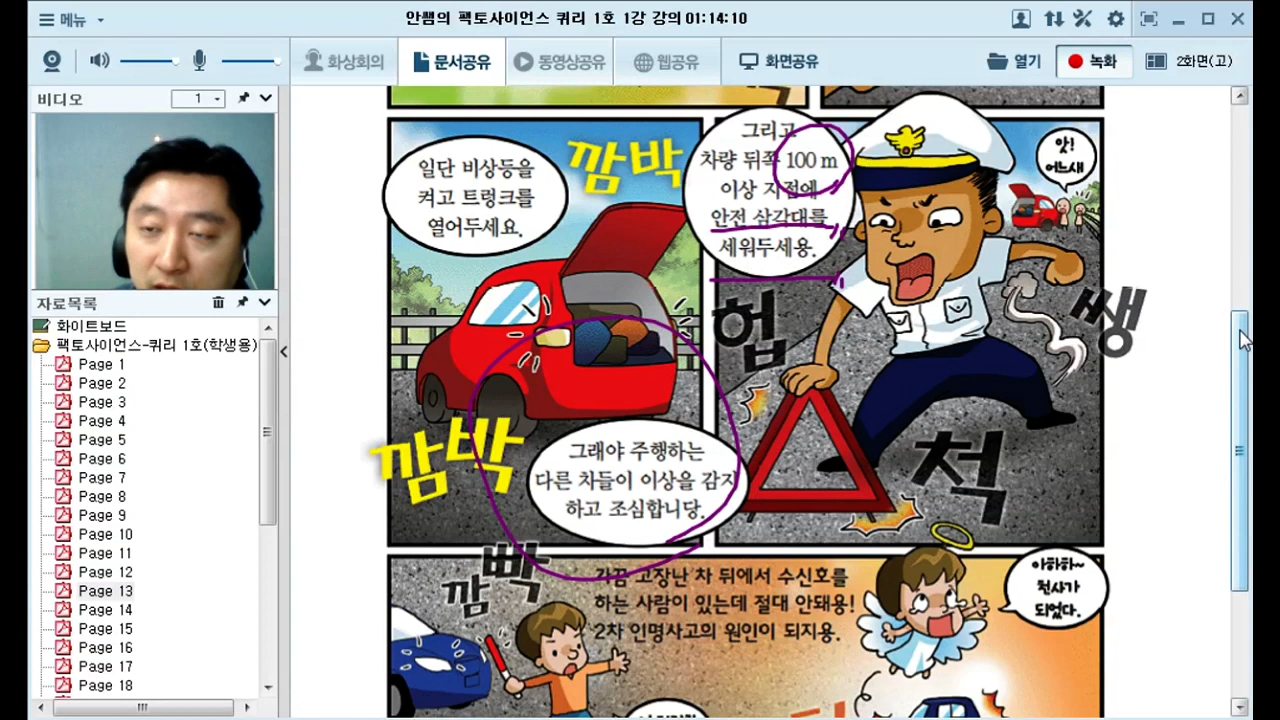 메뉴
안쌤의 팩토사이언스 퀴리 1호 1강 강의 01:14:10
화상회의
문서공유
동영상공유
웹공유
화면공유
열기
녹화
2화면(고)
비디오
1
자료목록
화이트보드
팩토사이언스-퀴리 1호(학생용)
Page 1
Page 2
Page 3
Page 4
Page 5
Page 6
Page 7
Page 8
Page 9
Page 10
Page 11
Page 12
Page 13
Page 14
Page 15
Page 16
Page 17
Page 18
일단 비상등을
켜고 트렁크를
열어두세요.
깜박
깜박
그래야 주행하는
다른 차들이 이상을 감지
하고 조심합니당.
그리고
차량 뒤쪽 100 m
이상 지점에
안전 삼각대를
세워두세용.
앗!
어느새
헙
쌩
척
깜빡
가끔 고장난 차 뒤에서 수신호를
하는 사람이 있는데 절대 안돼용!
2차 인명사고의 원인이 되지용.
아하하~
천사가
되었다.